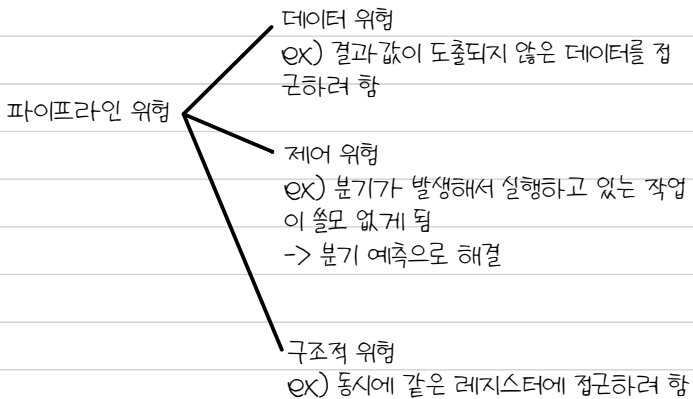 데이터 위험
ex) 결과값이 도출되지 않은 데이터를 접
근하려 함
파이프라인 위험
제어 위험
ex) 분기가 발생해서 실행하고 있는 작업
이 쓸모 없게 됨
-> 분기 예측으로 해결
구조적 위험
ex) 동시에 같은 레지스터에 접근하려 함